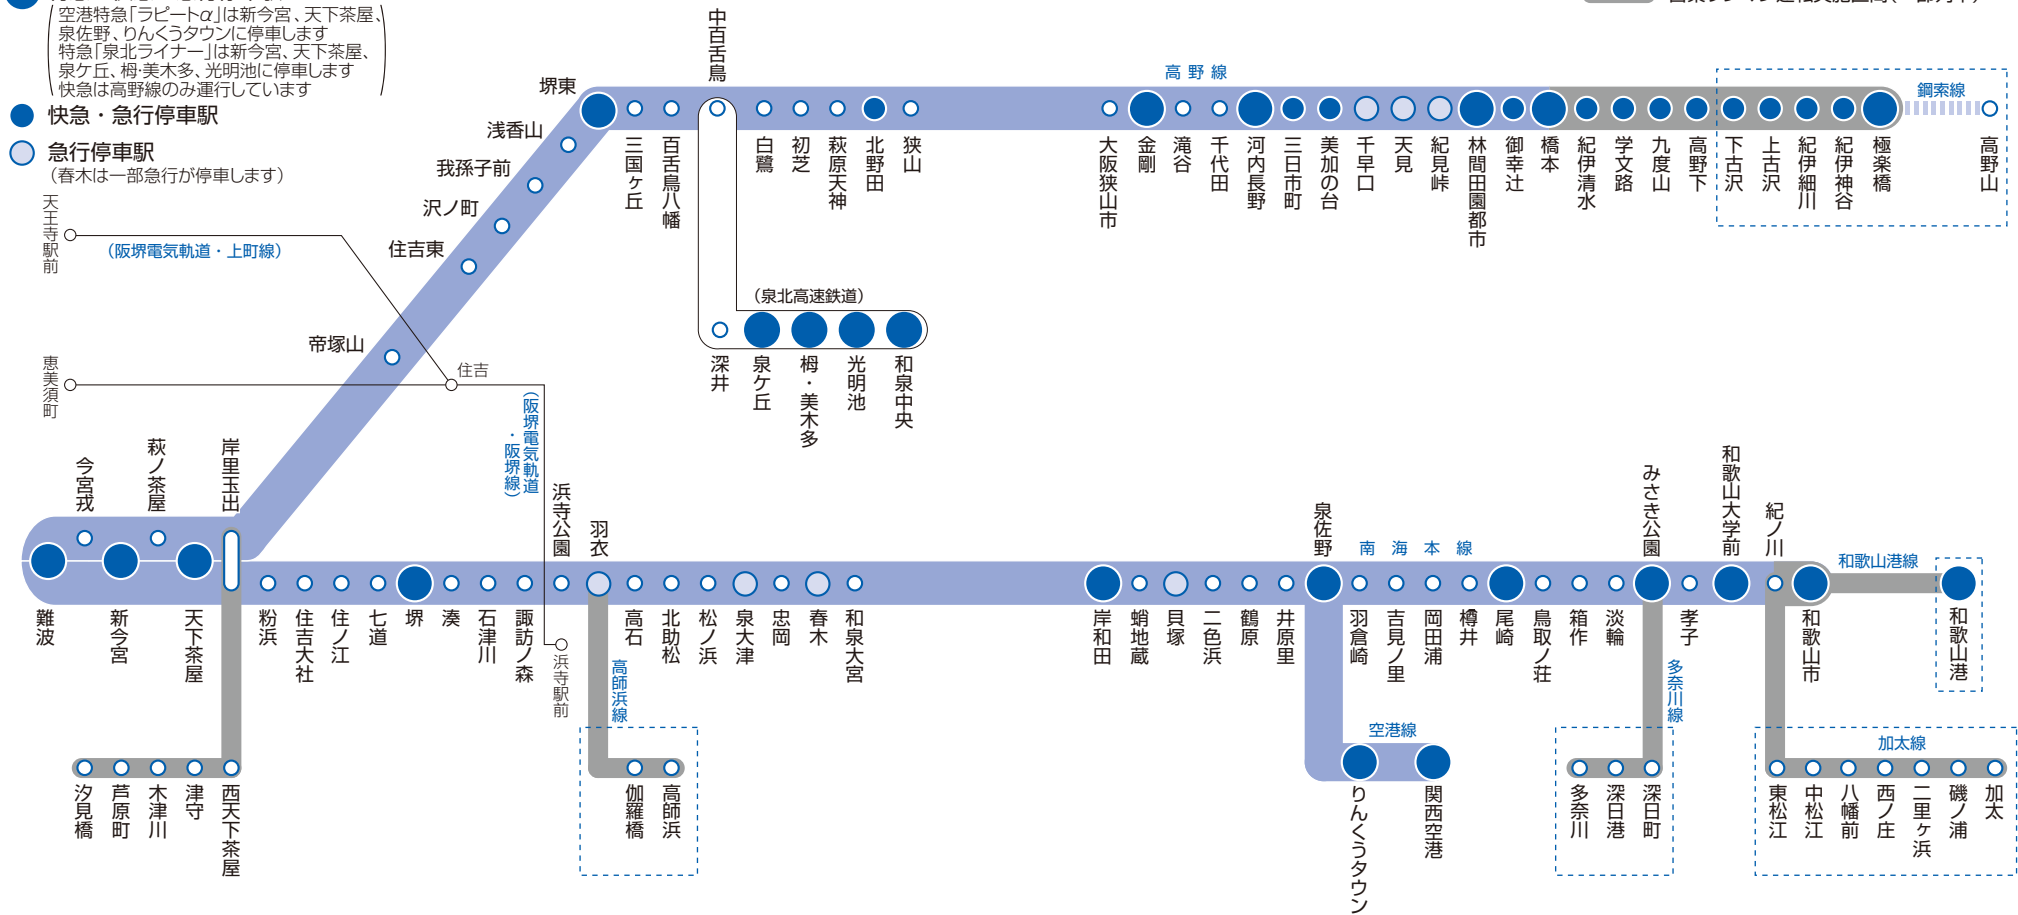 空港特急「ラピートα」は新今宮、天下茶屋、
泉佐野、りんくうタウンに停車します
特急「泉北ライナー」は新今宮、天下茶屋、
泉ケ丘、栂・美木多、光明池に停車します
快急は高野線のみ運行しています
快急・急行停車駅
急行停車駅
(春木は一部急行が停車します)
高野線
鋼索線
中百舌鳥
堺東
浅香山
我孫子前
沢ノ町
住吉東
帝塚山
三国ヶ丘
百舌鳥八幡
白鷺
初芝
萩原天神
北野田
狭山
大阪狭山市
金剛
滝谷
千代田
河内長野
三日市町
美加の台
千早口
天見
紀見峠
林間田園都市
御幸辻
橋本
紀伊清水
学文路
九度山
高野下
下古沢
上古沢
紀伊細川
紀伊神谷
極楽橋
高野山
天王寺駅前
(阪堺電気軌道・上町線)
恵美須町
住吉
(阪堺電気軌道
・阪堺線)
浜寺駅前
(泉北高速鉄道)
深井
泉ケ丘
栂・美木多
光明池
和泉中央
今宮戎
萩ノ茶屋
岸里玉出
浜寺公園
羽衣
泉佐野
南海本線
みさき公園
和歌山大学前
紀ノ川
和歌山港線
難波
新今宮
天下茶屋
粉浜
住吉大社
住ノ江
七道
堺
湊
石津川
諏訪ノ森
高石
北助松
松ノ浜
泉大津
忠岡
春木
和泉大宮
岸和田
蛸地蔵
貝塚
二色浜
鶴原
井原里
羽倉崎
吉見ノ里
岡田浦
樽井
尾崎
鳥取ノ荘
箱作
淡輪
孝子
和歌山市
和歌山港
高師浜線
多奈川線
空港線
加太線
汐見橋
芦原町
木津川
津守
西天下茶屋
伽羅橋
高師浜
りんくうタウン
関西空港
多奈川
深日港
深日町
東松江
中松江
八幡前
西ノ庄
二里ヶ浜
磯ノ浦
加太